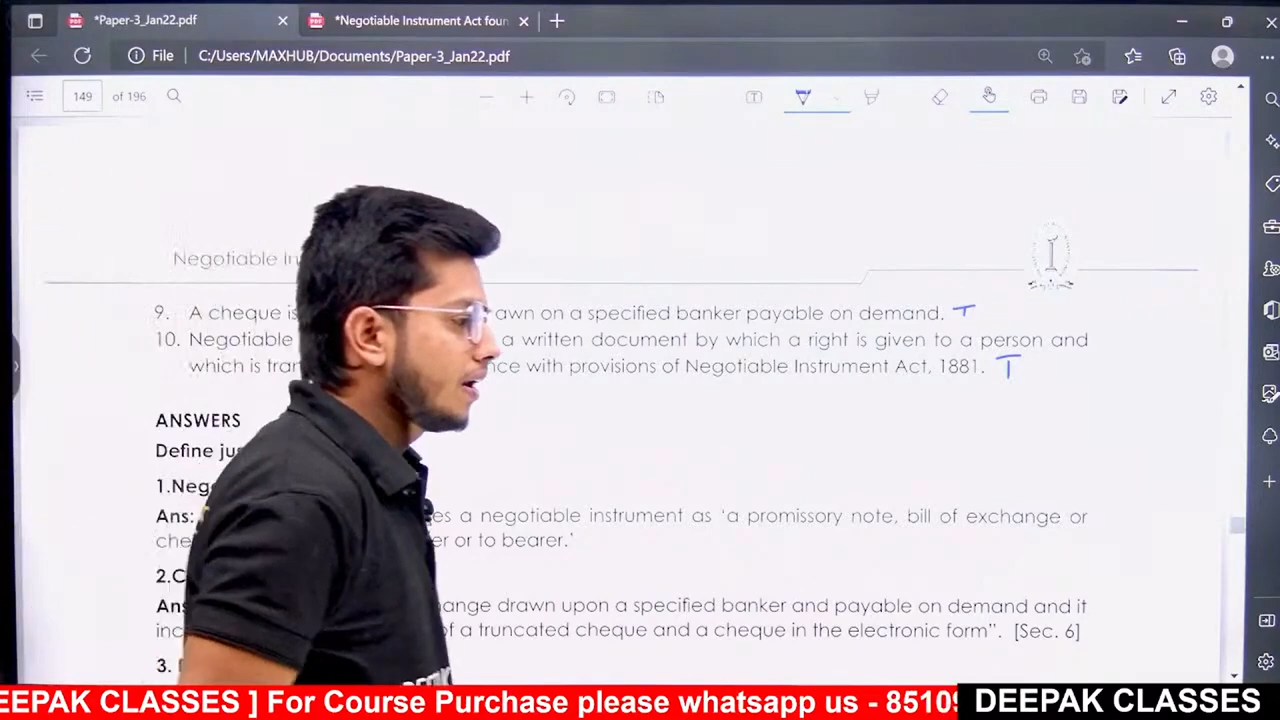 *Paper-3_Jan22.pdf
*Negotiable Instrument Act foun
File
C:/Users/MAXHUB/Documents/Paper-3_Jan22.pdf
149 of 196
Negotiable In
9. A cheque is awn on a specified banker payable on demand. T
10. Negotiable a written document by which a right is given to a person and
which is tran nce with provisions of Negotiable Instrument Act, 1881. T
ANSWERS
Define ju
1.Neg
Ans: es a negotiable instrument as ‘a promissory note, bill of exchange or
che er or to bearer.’
2.C
Ans hange drawn upon a specified banker and payable on demand and it
inc of a truncated cheque and a cheque in the electronic form”. [Sec. 6]
3.
EEPAK CLASSES ] For Course Purchase please whatsapp us - 8510
DEEPAK CLASSES